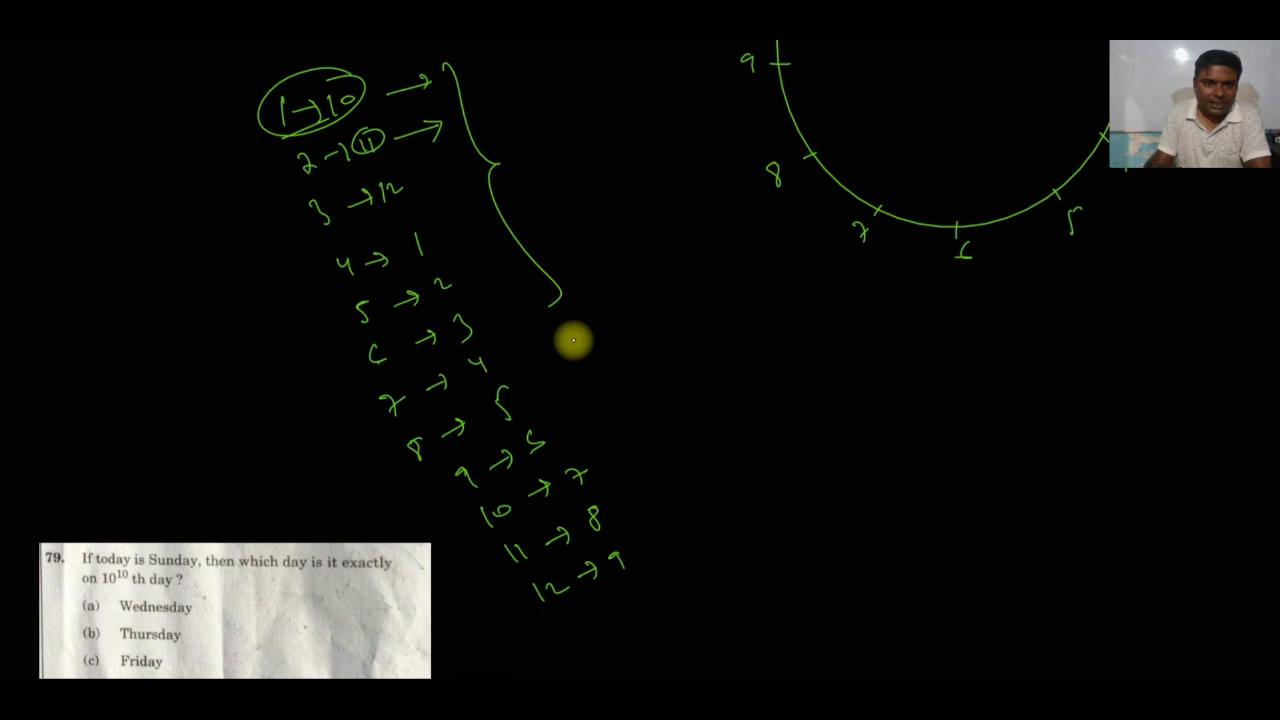 1→10 →
2→11 →
3 →12
4 → 1
5 → 2
6 → 3
7 → 4
8 → 5
9 → 6
10 → 7
11 → 8
12 → 9
9
8
7
6
5
79. If today is Sunday, then which day is it exactly
on 10¹⁰ th day ?
(a) Wednesday
(b) Thursday
(c) Friday